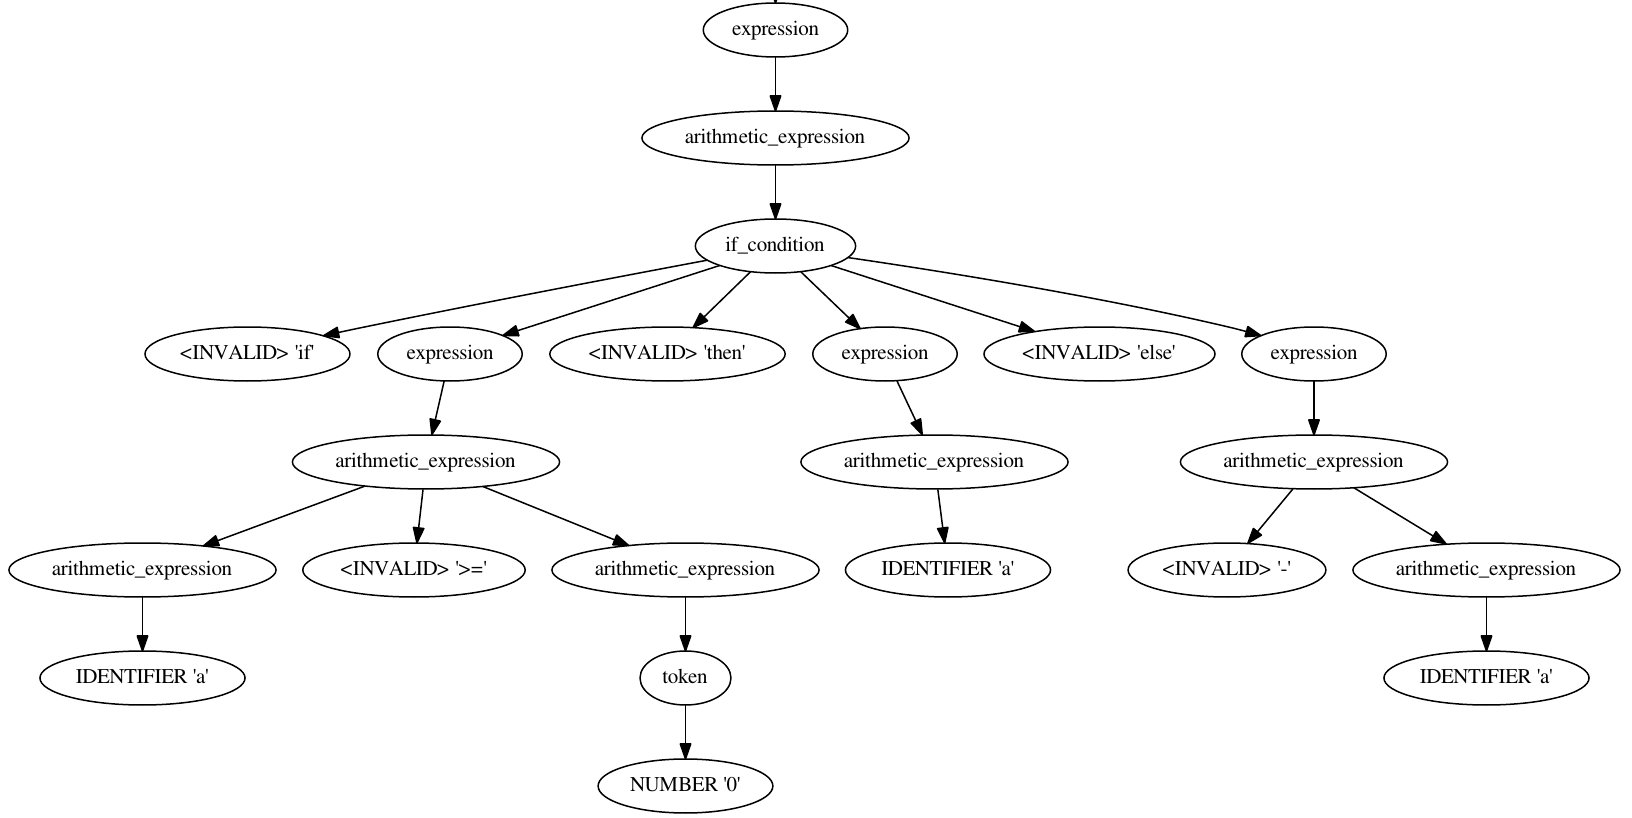 expression
arithmetic_expression
if_condition
<INVALID> 'if'
expression
<INVALID> 'then'
expression
<INVALID> 'else'
expression
arithmetic_expression
arithmetic_expression
arithmetic_expression
arithmetic_expression
<INVALID> '>='
arithmetic_expression
IDENTIFIER 'a'
<INVALID> '-'
arithmetic_expression
IDENTIFIER 'a'
token
IDENTIFIER 'a'
NUMBER '0'